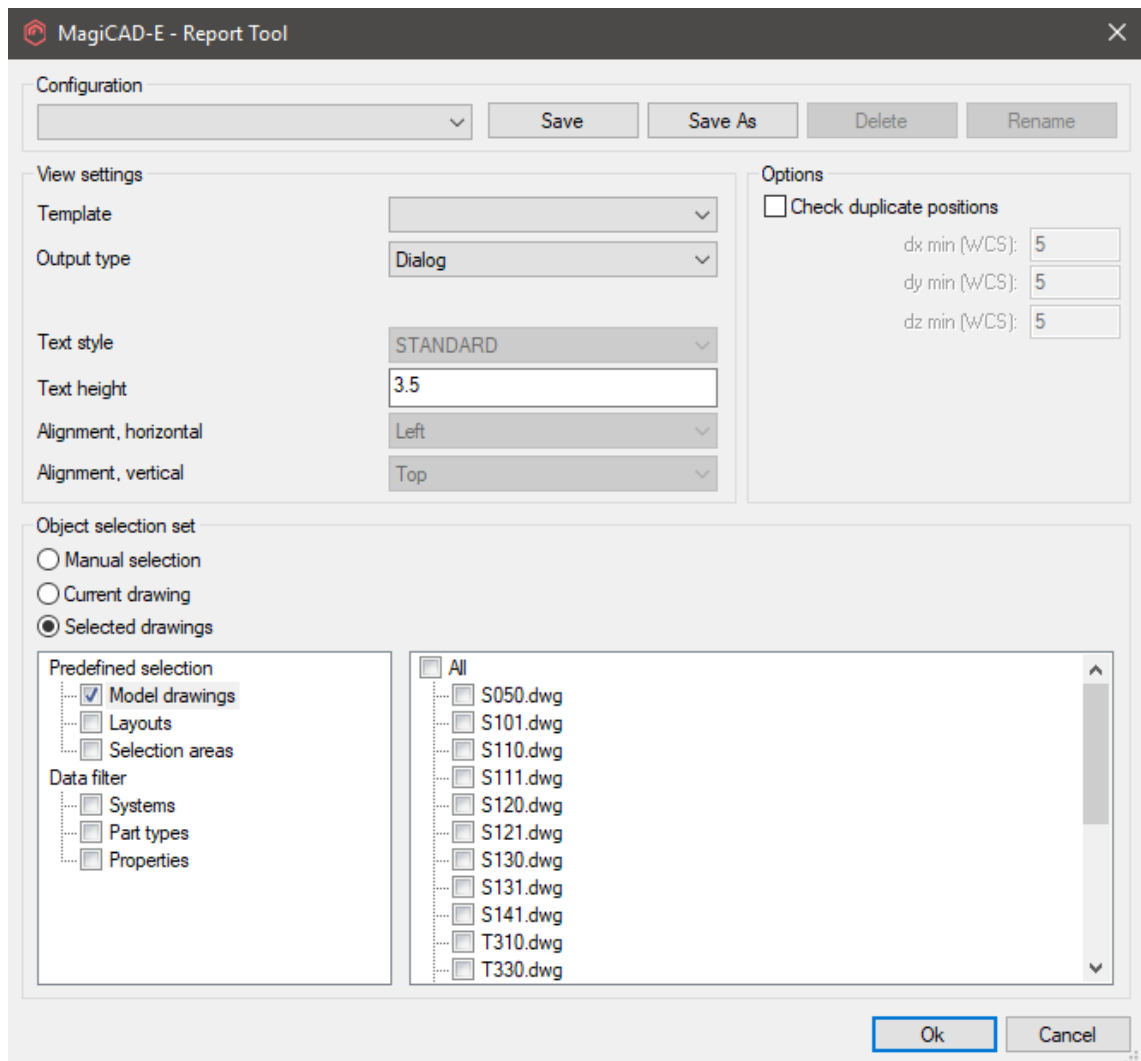 MagiCAD-E - Report Tool
Configuration
Save
Save As
Delete
Rename
View settings
Template
Output type
Dialog
Text style
STANDARD
Text height
3.5
Alignment, horizontal
Left
Alignment, vertical
Top
Options
Check duplicate positions
dx min (WCS): 5
dy min (WCS): 5
dz min (WCS): 5
Object selection set
Manual selection
Current drawing
Selected drawings
Predefined selection
Model drawings
Layouts
Selection areas
Data filter
Systems
Part types
Properties
All
S050.dwg
S101.dwg
S110.dwg
S111.dwg
S120.dwg
S121.dwg
S130.dwg
S131.dwg
S141.dwg
T310.dwg
T330.dwg
Ok
Cancel